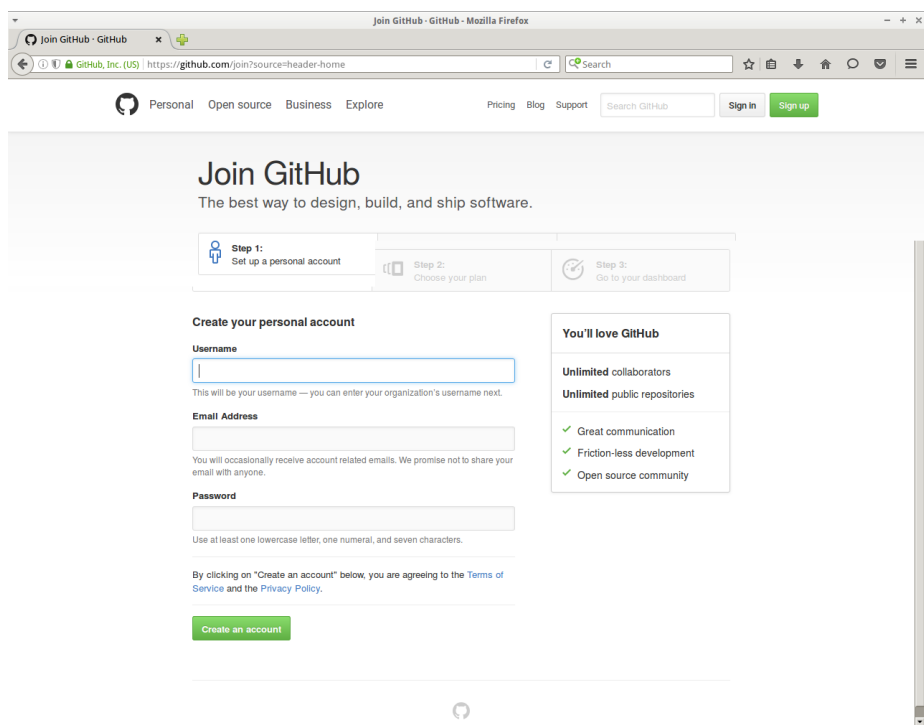 Join GitHub · GitHub - Mozilla Firefox
Join GitHub · GitHub
GitHub, Inc. (US) https://github.com/join?source=header-home Search
Personal Open source Business Explore Pricing Blog Support Search GitHub Sign in Sign up
Join GitHub
The best way to design, build, and ship software.
Step 1:
Set up a personal account
Step 2:
Choose your plan
Step 3:
Go to your dashboard
Create your personal account
Username
This will be your username — you can enter your organization's username next.
Email Address
You will occasionally receive account related emails. We promise not to share your
email with anyone.
Password
Use at least one lowercase letter, one numeral, and seven characters.
By clicking on "Create an account" below, you are agreeing to the Terms of
Service and the Privacy Policy.
Create an account
You'll love GitHub
Unlimited collaborators
Unlimited public repositories
Great communication
Friction-less development
Open source community